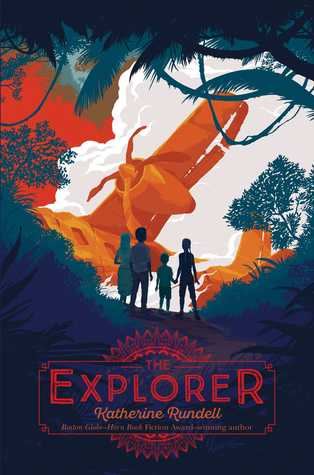 THE
EXPLORER
Katherine Rundell
Boston Globe–Horn Book Fiction Award-winning author